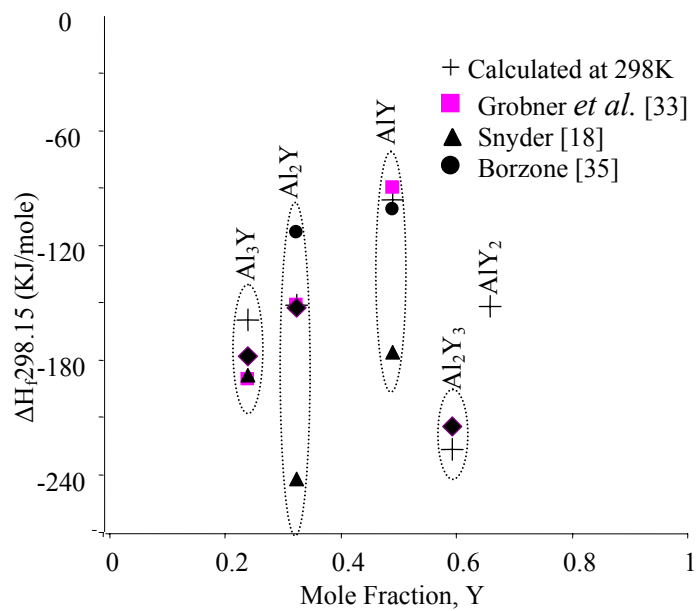 0
-60
-120
-180
-240
ΔHf298.15 (KJ/mole)
Calculated at 298K
Grobner et al. [33]
Snyder [18]
Borzone [35]
Al3Y
Al2Y
AlY
Al2Y3
AlY2
0 0.2 0.4 0.6 0.8 1
Mole Fraction, Y